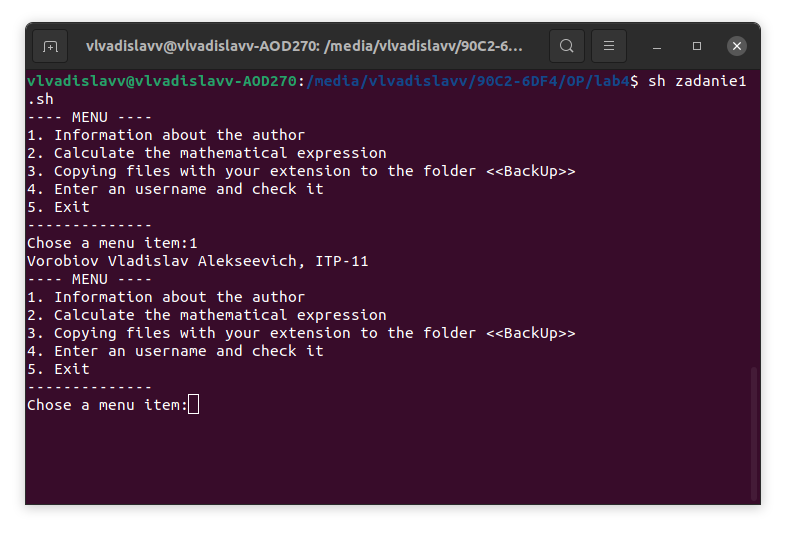 vlvadislavv@vlvadislavv-AOD270: /media/vlvadislavv/90C2-6…
vlvadislavv@vlvadislavv-AOD270:/media/vlvadislavv/90C2-6DF4/OP/lab4$ sh zadanie1
.sh
---- MENU ----
1. Information about the author
2. Calculate the mathematical expression
3. Copying files with your extension to the folder <<BackUp>>
4. Enter an username and check it
5. Exit
--------------
Chose a menu item:1
Vorobiov Vladislav Alekseevich, ITP-11
---- MENU ----
1. Information about the author
2. Calculate the mathematical expression
3. Copying files with your extension to the folder <<BackUp>>
4. Enter an username and check it
5. Exit
--------------
Chose a menu item: